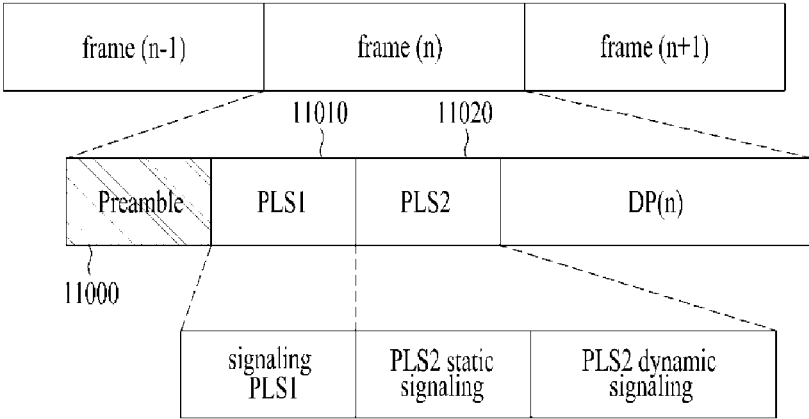 frame (n-1)
frame (n)
frame (n+1)
11010
11020
Preamble
PLS1
PLS2
DP(n)
11000
signaling
PLS1
PLS2 static
signaling
PLS2 dynamic
signaling